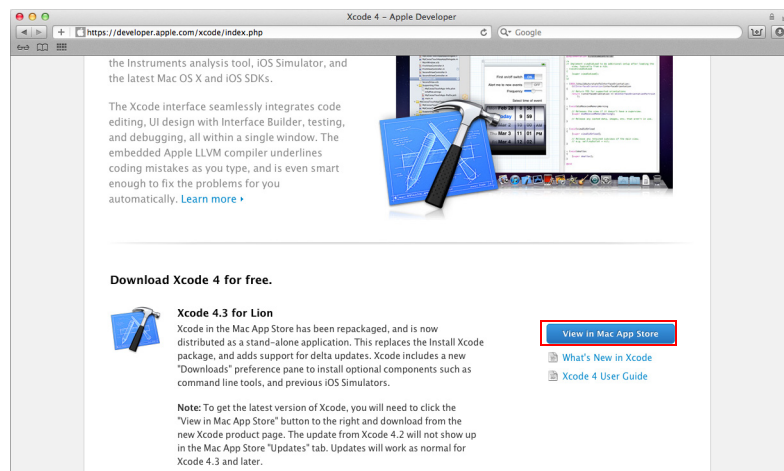 Xcode 4 – Apple Developer
https://developer.apple.com/xcode/index.php
Google
the Instruments analysis tool, iOS Simulator, and
the latest Mac OS X and iOS SDKs.
The Xcode interface seamlessly integrates code
editing, UI design with Interface Builder, testing,
and debugging, all within a single window. The
embedded Apple LLVM compiler underlines
coding mistakes as you type, and is even smart
enough to fix the problems for you
automatically. Learn more ›
Download Xcode 4 for free.
Xcode 4.3 for Lion
Xcode in the Mac App Store has been repackaged, and is now
distributed as a stand-alone application. This replaces the Install Xcode
package, and adds support for delta updates. Xcode includes a new
"Downloads" preference pane to install optional components such as
command line tools, and previous iOS Simulators.
Note: To get the latest version of Xcode, you will need to click the
"View in Mac App Store" button to the right and download from the
new Xcode product page. The update from Xcode 4.2 will not show up
in the Mac App Store "Updates" tab. Updates will work as normal for
Xcode 4.3 and later.
View in Mac App Store
What's New in Xcode
Xcode 4 User Guide